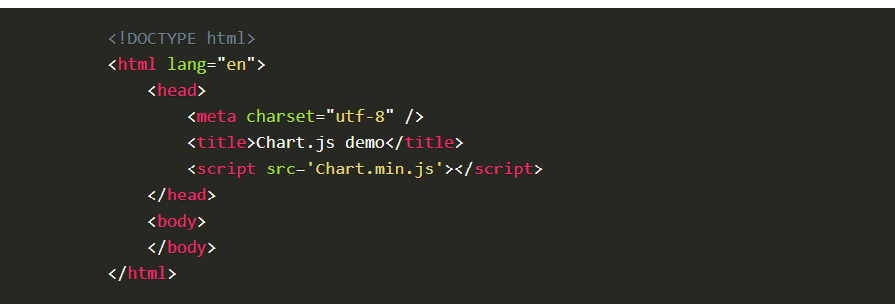 <!DOCTYPE html>
<html lang="en">
    <head>
        <meta charset="utf-8" />
        <title>Chart.js demo</title>
        <script src='Chart.min.js'></script>
    </head>
    <body>
    </body>
</html>